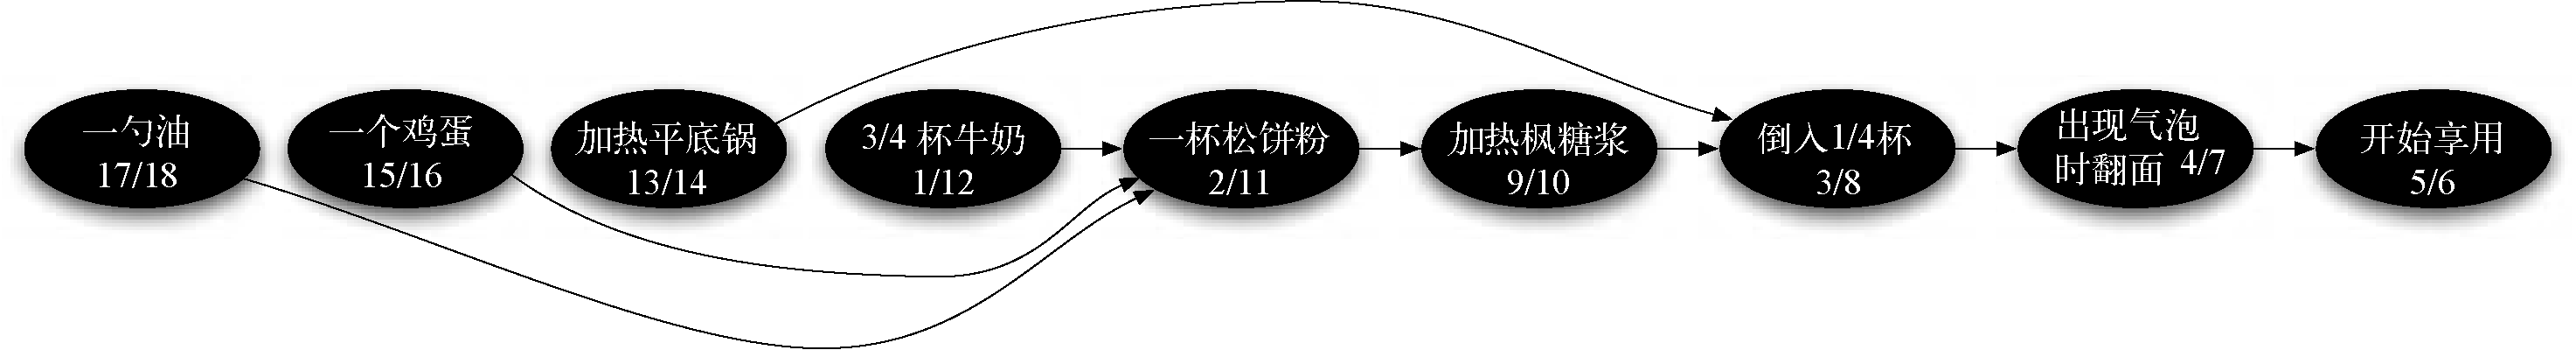 一勺油
17/18
一个鸡蛋
15/16
加热平底锅
13/14
3/4 杯牛奶
1/12
一杯松饼粉
2/11
加热枫糖浆
9/10
倒入1/4杯
3/8
出现气泡
时翻面 4/7
开始享用
5/6